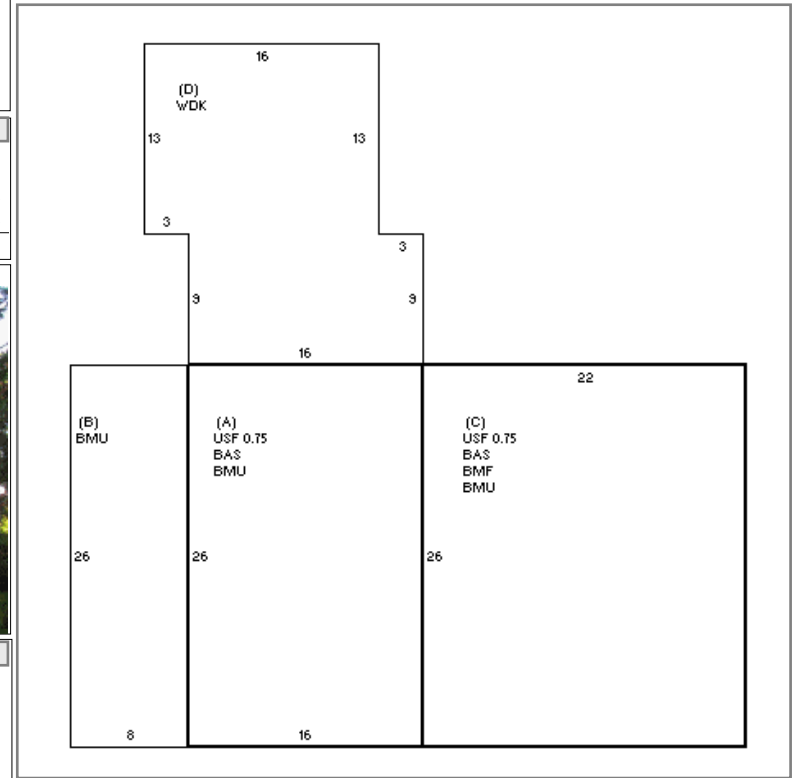 16
(D)
WDK
13
13
3
3
9
9
16
22
(B)
BMU
(A)
USF 0.75
BAS
BMU
(C)
USF 0.75
BAS
BMF
BMU
26
26
26
8
16